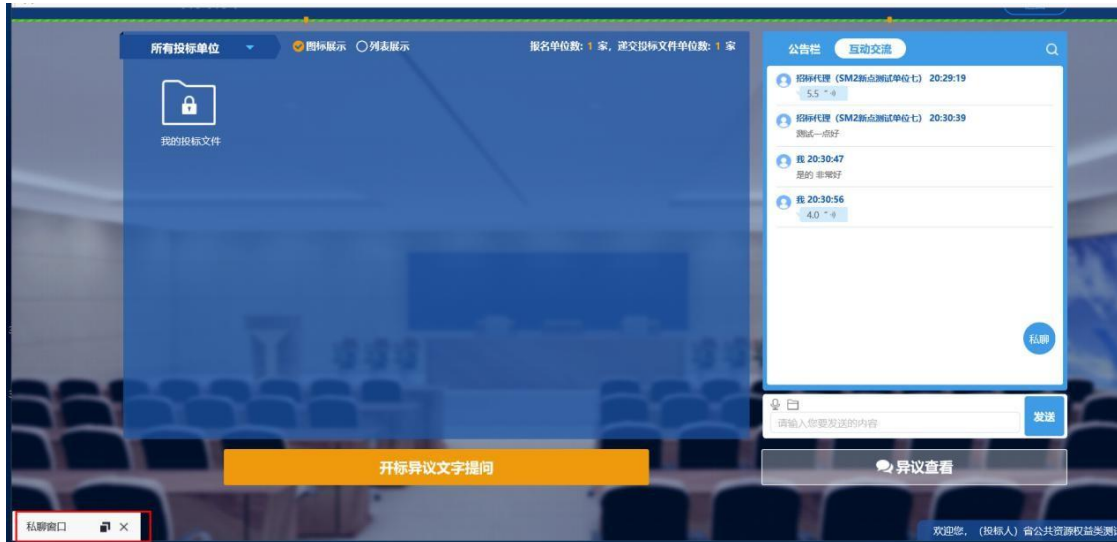 所有投标单位
图标展示 列表展示
报名单位数: 1 家, 递交投标文件单位数: 1 家
我的投标文件
公告栏 互动交流
招标代理 (SM2新点测试单位七) 20:29:19
5.5 "
招标代理 (SM2新点测试单位七) 20:30:39
测试一点好
我 20:30:47
是的 非常好
我 20:30:56
4.0 "
私聊
请输入您要发送的内容
发送
开标异议文字提问
异议查看
私聊窗口
欢迎您, (投标人) 省公共资源权益类测